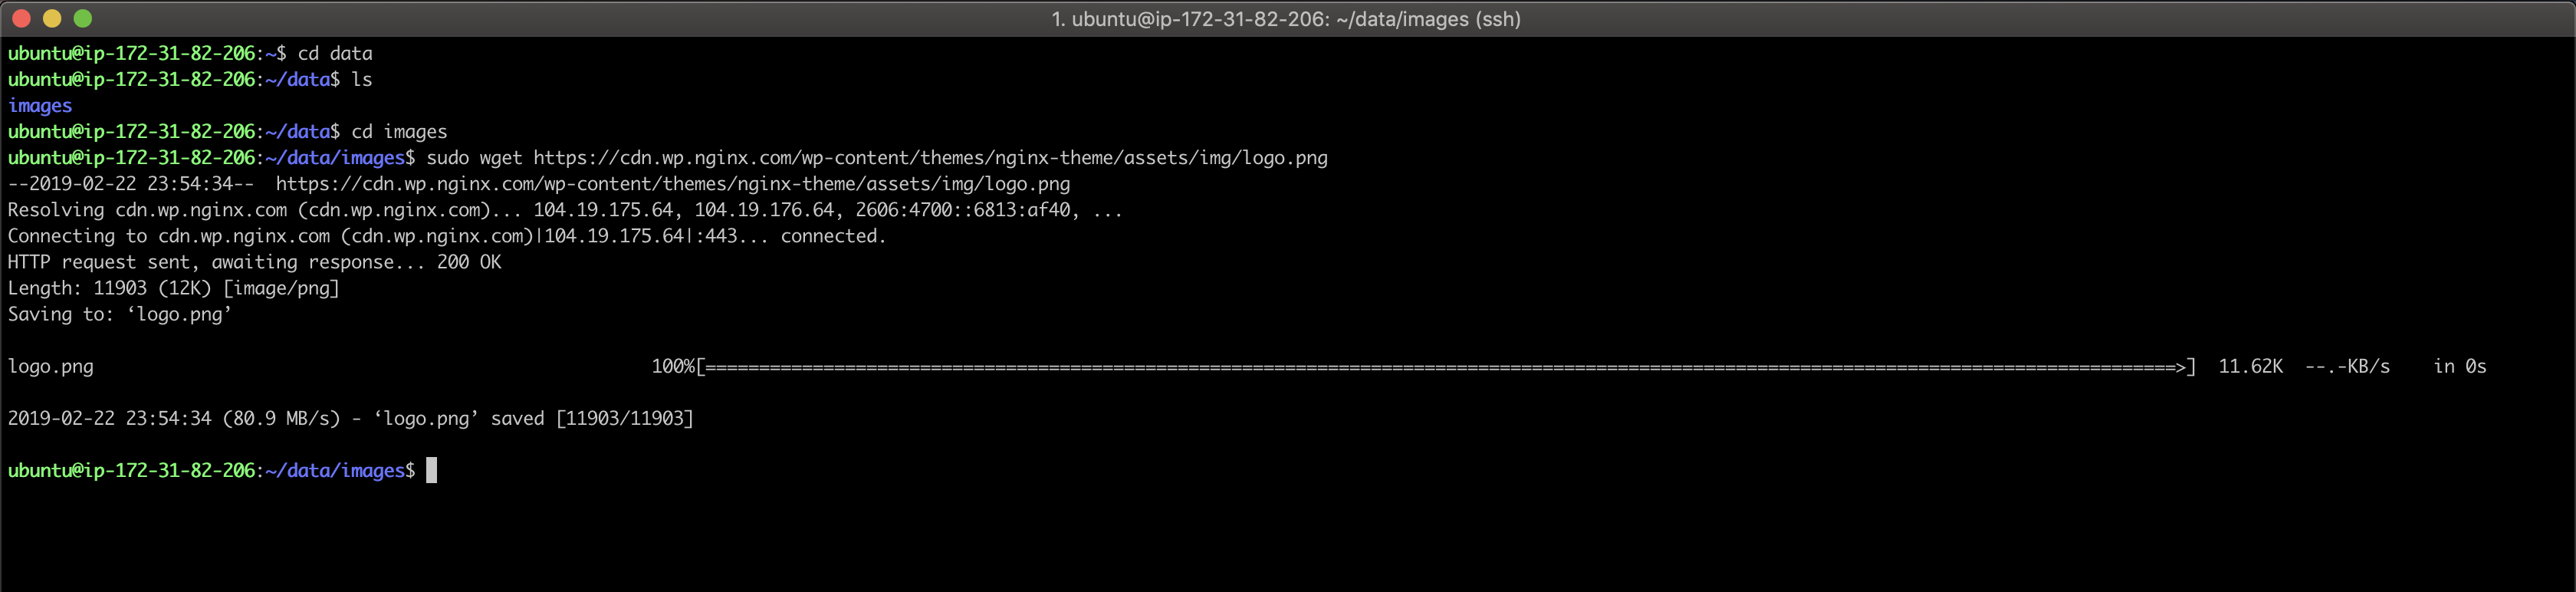 1. ubuntu@ip-172-31-82-206: ~/data/images (ssh)
ubuntu@ip-172-31-82-206:~$ cd data
ubuntu@ip-172-31-82-206:~/data$ ls
images
ubuntu@ip-172-31-82-206:~/data$ cd images
ubuntu@ip-172-31-82-206:~/data/images$ sudo wget https://cdn.wp.nginx.com/wp-content/themes/nginx-theme/assets/img/logo.png
--2019-02-22 23:54:34--  https://cdn.wp.nginx.com/wp-content/themes/nginx-theme/assets/img/logo.png
Resolving cdn.wp.nginx.com (cdn.wp.nginx.com)... 104.19.175.64, 104.19.176.64, 2606:4700::6813:af40, ...
Connecting to cdn.wp.nginx.com (cdn.wp.nginx.com)|104.19.175.64|:443... connected.
HTTP request sent, awaiting response... 200 OK
Length: 11903 (12K) [image/png]
Saving to: ‘logo.png’
logo.png 100%[=========================================================================================================================================>] 11.62K --.-KB/s in 0s
2019-02-22 23:54:34 (80.9 MB/s) - ‘logo.png’ saved [11903/11903]
ubuntu@ip-172-31-82-206:~/data/images$